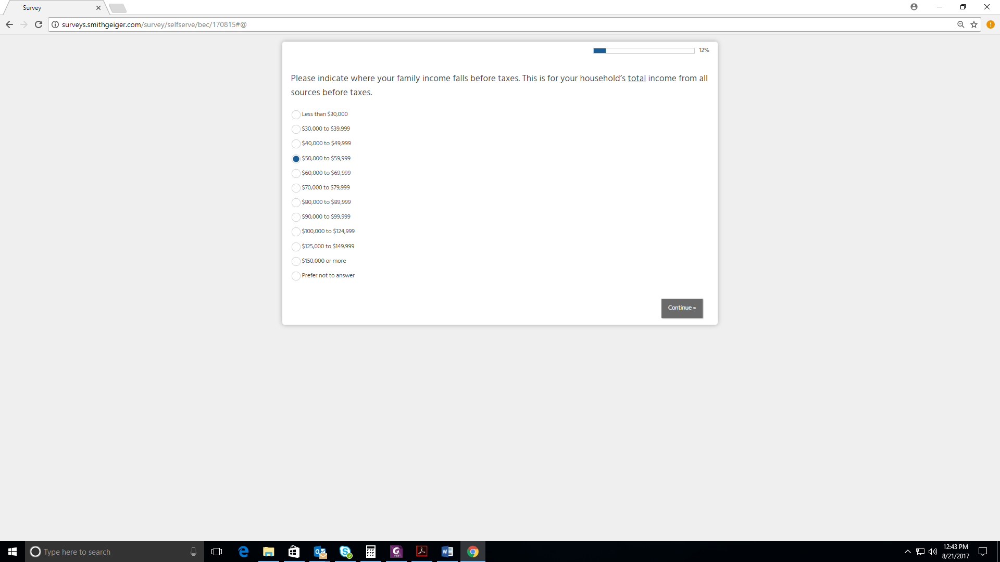 Survey
surveys.smithgeiger.com/survey/selfserve/bec/170815#@
12%
Please indicate where your family income falls before taxes. This is for your household’s total income from all
sources before taxes.
Less than $30,000
$30,000 to $39,999
$40,000 to $49,999
$50,000 to $59,999
$60,000 to $69,999
$70,000 to $79,999
$80,000 to $89,999
$90,000 to $99,999
$100,000 to $124,999
$125,000 to $149,999
$150,000 or more
Prefer not to answer
Continue »
Type here to search
12:43 PM
8/21/2017